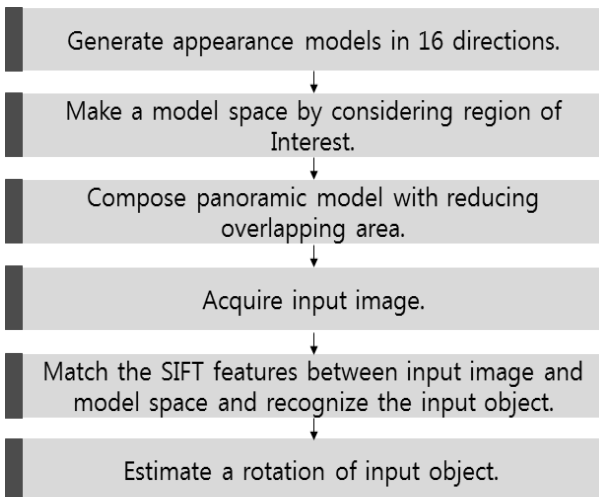 Generate appearance models in 16 directions.
Make a model space by considering region of
Interest.
Compose panoramic model with reducing
overlapping area.
Acquire input image.
Match the SIFT features between input image and
model space and recognize the input object.
Estimate a rotation of input object.